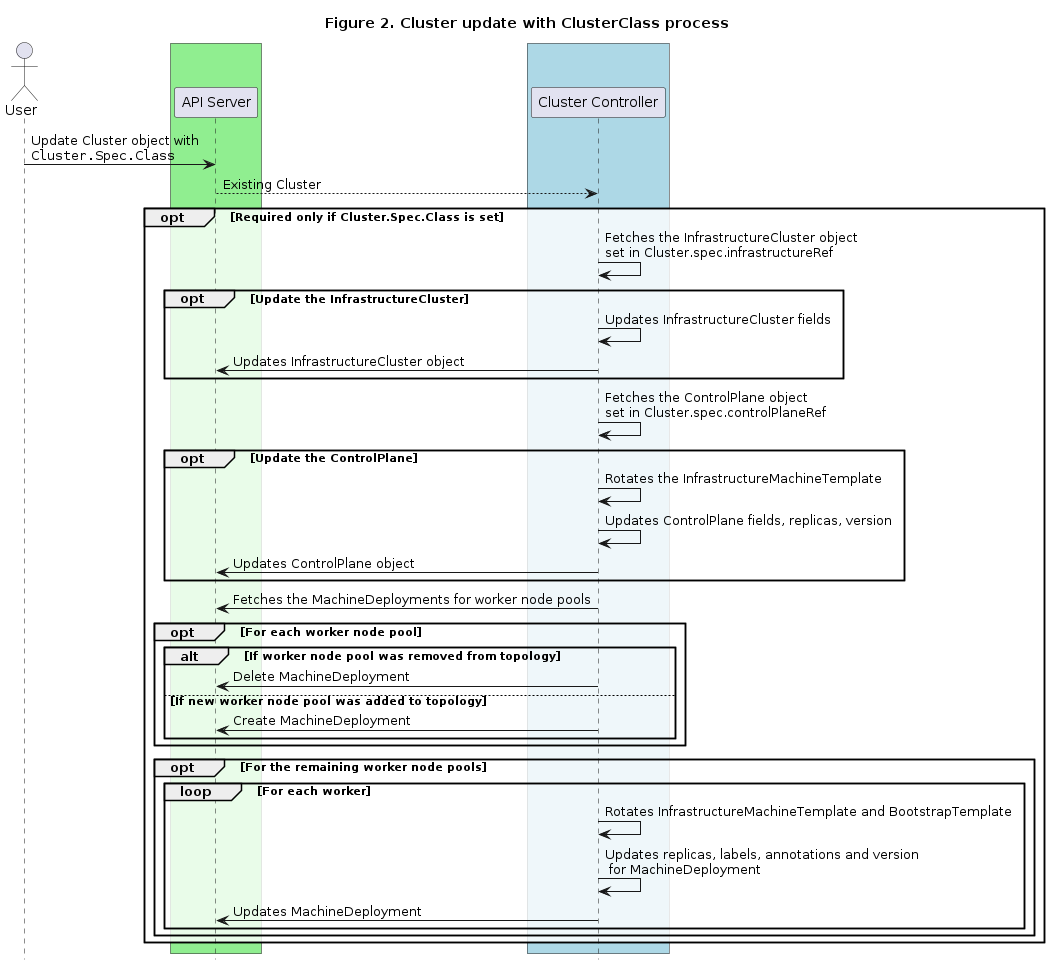 Figure 2. Cluster update with ClusterClass process
User
API Server
Cluster Controller
Update Cluster object with
Cluster.Spec.Class
Existing Cluster
opt [Required only if Cluster.Spec.Class is set]
Fetches the InfrastructureCluster object
set in Cluster.spec.infrastructureRef
opt [Update the InfrastructureCluster]
Updates InfrastructureCluster fields
Updates InfrastructureCluster object
Fetches the ControlPlane object
set in Cluster.spec.controlPlaneRef
opt [Update the ControlPlane]
Rotates the InfrastructureMachineTemplate
Updates ControlPlane fields, replicas, version
Updates ControlPlane object
Fetches the MachineDeployments for worker node pools
opt [For each worker node pool]
alt [If worker node pool was removed from topology]
Delete MachineDeployment
[If new worker node pool was added to topology]
Create MachineDeployment
opt [For the remaining worker node pools]
loop [For each worker]
Rotates InfrastructureMachineTemplate and BootstrapTemplate
Updates replicas, labels, annotations and version
for MachineDeployment
Updates MachineDeployment